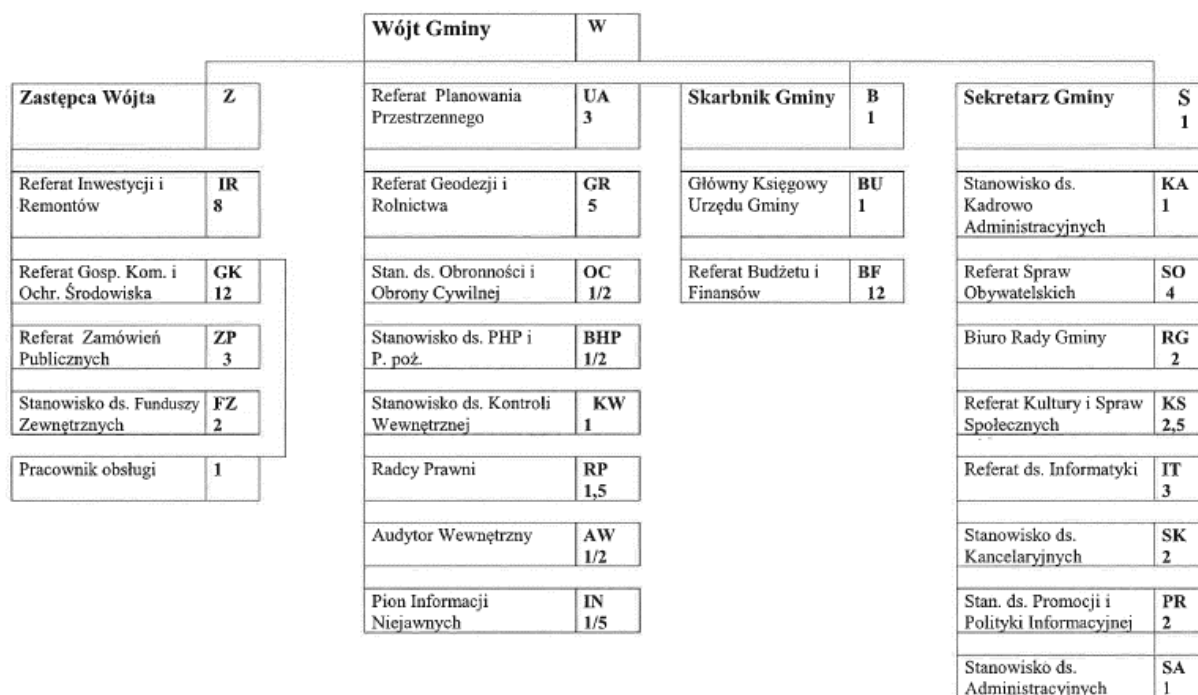 Wójt Gminy W
Zastępca Wójta Z
Referat Inwestycji i IR
Remontów 8
Referat Gosp. Kom. i GK
Ochr. Środowiska 12
Referat Zamówień ZP
Publicznych 3
Stanowisko ds. Funduszy FZ
Zewnętrznych 2
Pracownik obsługi 1
Referat Planowania UA
Przestrzennego 3
Referat Geodezji i GR
Rolnictwa 5
Stan. ds. Obronności i OC
Obrony Cywilnej 1/2
Stanowisko ds. PHP i BHP
P. poż. 1/2
Stanowisko ds. Kontroli KW
Wewnętrznej 1
Radcy Prawni RP
1,5
Audytor Wewnętrzny AW
1/2
Pion Informacji IN
Niejawnych 1/5
Skarbnik Gminy B
1
Główny Księgowy BU
Urzędu Gminy 1
Referat Budżetu i BF
Finansów 12
Sekretarz Gminy S
1
Stanowisko ds. KA
Kadrowo 1
Administracyjnych
Referat Spraw SO
Obywatelskich 4
Biuro Rady Gminy RG
2
Referat Kultury i Spraw KS
Społecznych 2,5
Referat ds. Informatyki IT
3
Stanowisko ds. SK
Kancelaryjnych 2
Stan. ds. Promocji i PR
Polityki Informacyjnej 2
Stanowisko ds. SA
Administracyjnych 1